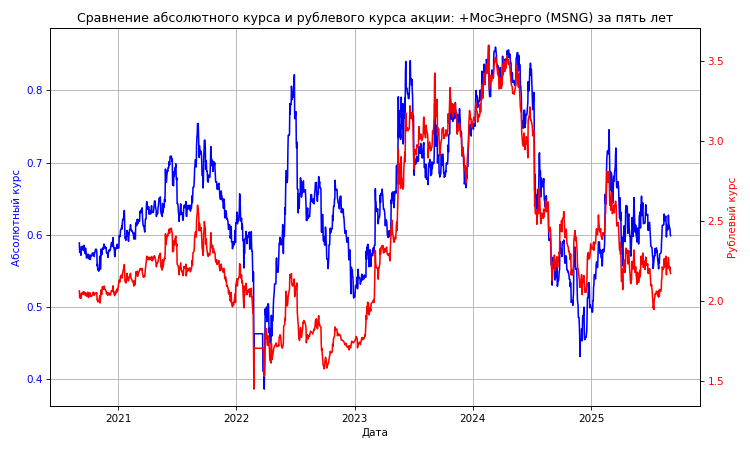 Сравнение абсолютного курса и рублевого курса акции: +МосЭнерго (MSNG) за пять лет
Абсолютный курс
0.8
0.7
0.6
0.5
0.4
3.5
3.0
2.5
2.0
1.5
Рублевый курс
2021 2022 2023 2024 2025
Дата